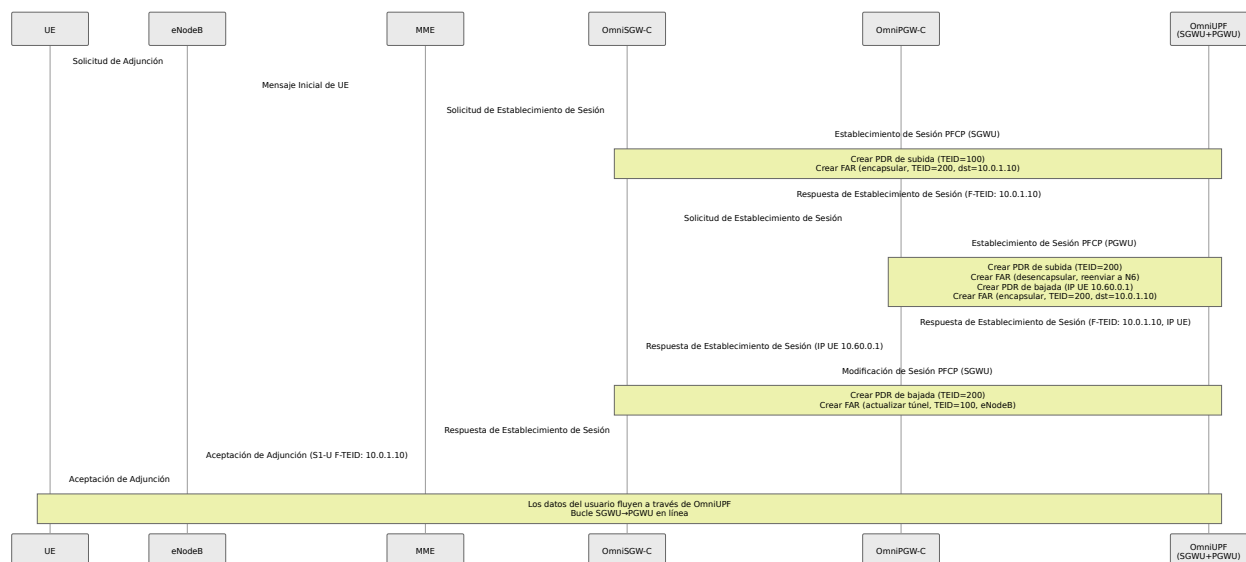 UE
eNodeB
MME
OmniSGW-C
OmniPGW-C
OmniUPF
(SGWU+PGWU)
Solicitud de Adjunción
Mensaje Inicial de UE
Solicitud de Establecimiento de Sesión
Establecimiento de Sesión PFCP (SGWU)
Crear PDR de subida (TEID=100)
Crear FAR (encapsular, TEID=200, dst=10.0.1.10)
Respuesta de Establecimiento de Sesión (F-TEID: 10.0.1.10)
Solicitud de Establecimiento de Sesión
Establecimiento de Sesión PFCP (PGWU)
Crear PDR de subida (TEID=200)
Crear FAR (desencapsular, reenviar a N6)
Crear PDR de bajada (IP UE 10.60.0.1)
Crear FAR (encapsular, TEID=200, dst=10.0.1.10)
Respuesta de Establecimiento de Sesión (F-TEID: 10.0.1.10, IP UE)
Respuesta de Establecimiento de Sesión (IP UE 10.60.0.1)
Modificación de Sesión PFCP (SGWU)
Crear PDR de bajada (TEID=200)
Crear FAR (actualizar túnel, TEID=100, eNodeB)
Respuesta de Establecimiento de Sesión
Aceptación de Adjunción (S1-U F-TEID: 10.0.1.10)
Aceptación de Adjunción
Los datos del usuario fluyen a través de OmniUPF
Bucle SGWU→PGWU en línea
UE
eNodeB
MME
OmniSGW-C
OmniPGW-C
OmniUPF
(SGWU+PGWU)